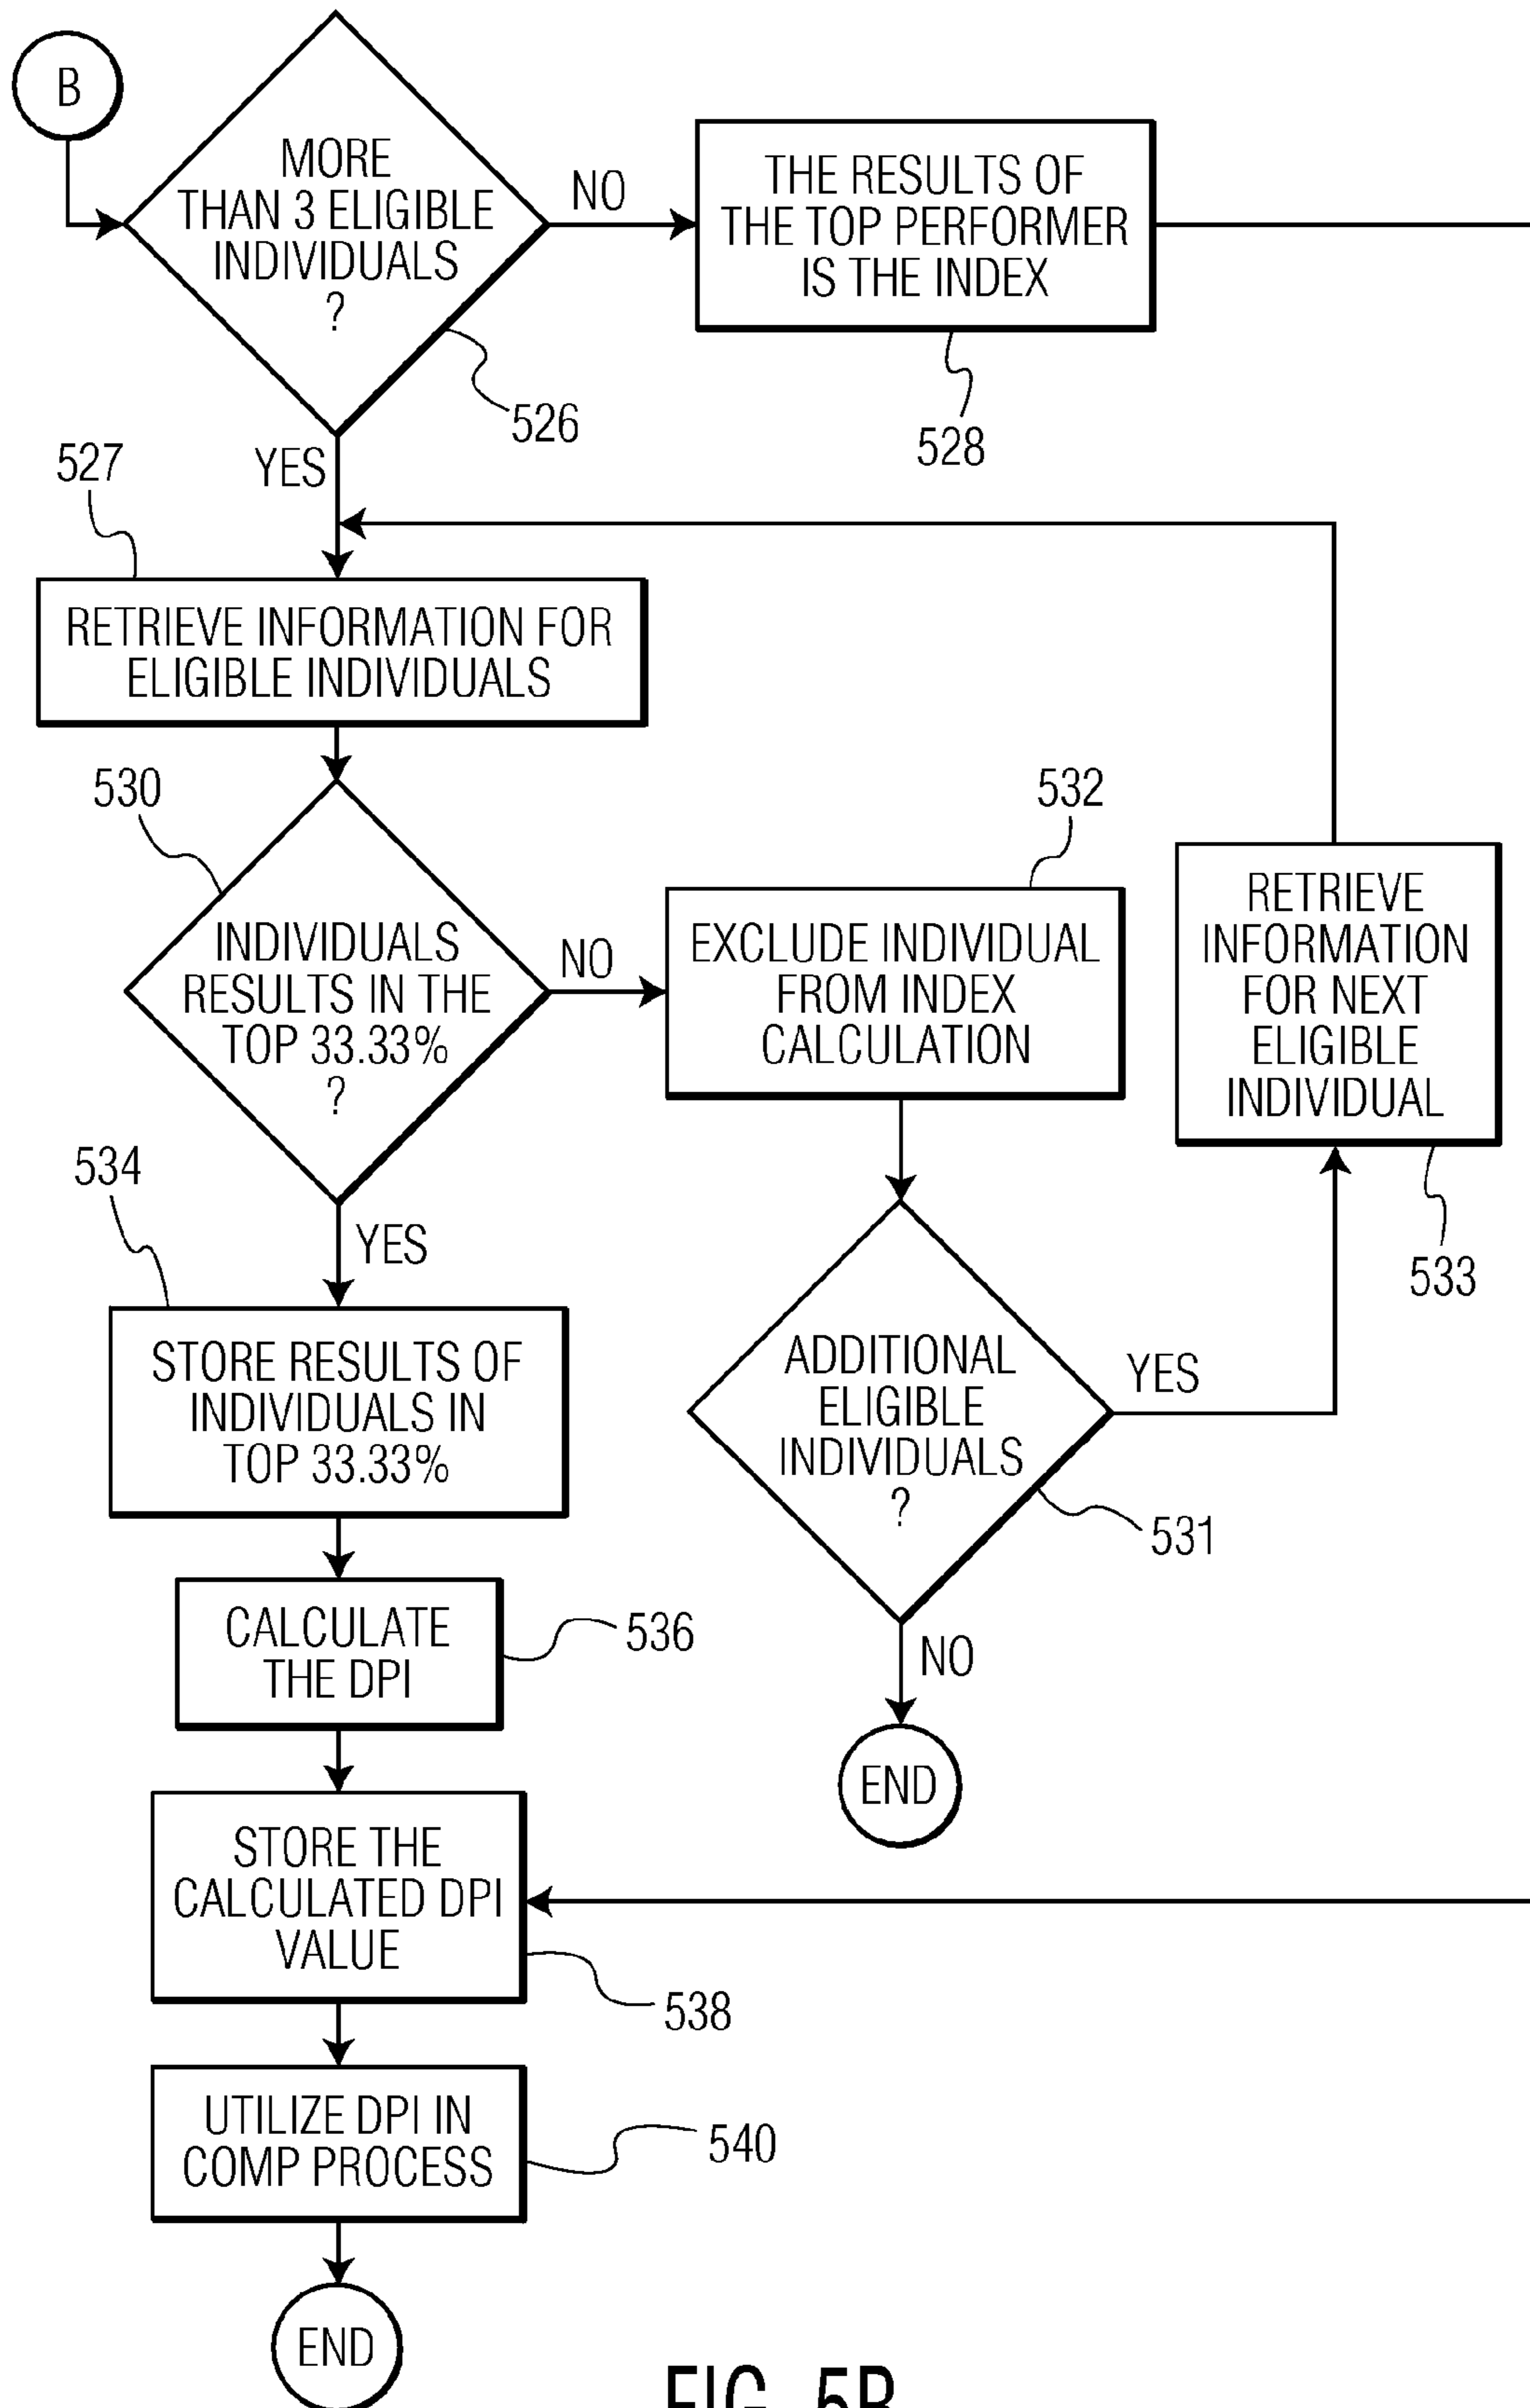 B
MORE
THAN 3 ELIGIBLE
INDIVIDUALS
?
NO
THE RESULTS OF
THE TOP PERFORMER
IS THE INDEX
526
528
YES
527
RETRIEVE INFORMATION FOR
ELIGIBLE INDIVIDUALS
530
INDIVIDUALS
RESULTS IN THE
TOP 33.33%
?
NO
532
EXCLUDE INDIVIDUAL
FROM INDEX
CALCULATION
RETRIEVE
INFORMATION
FOR NEXT
ELIGIBLE
INDIVIDUAL
533
534
YES
STORE RESULTS OF
INDIVIDUALS IN
TOP 33.33%
ADDITIONAL
ELIGIBLE
INDIVIDUALS
?
YES
531
NO
END
CALCULATE
THE DPI
536
STORE THE
CALCULATED DPI
VALUE
538
UTILIZE DPI IN
COMP PROCESS
540
END
FIG. 5B